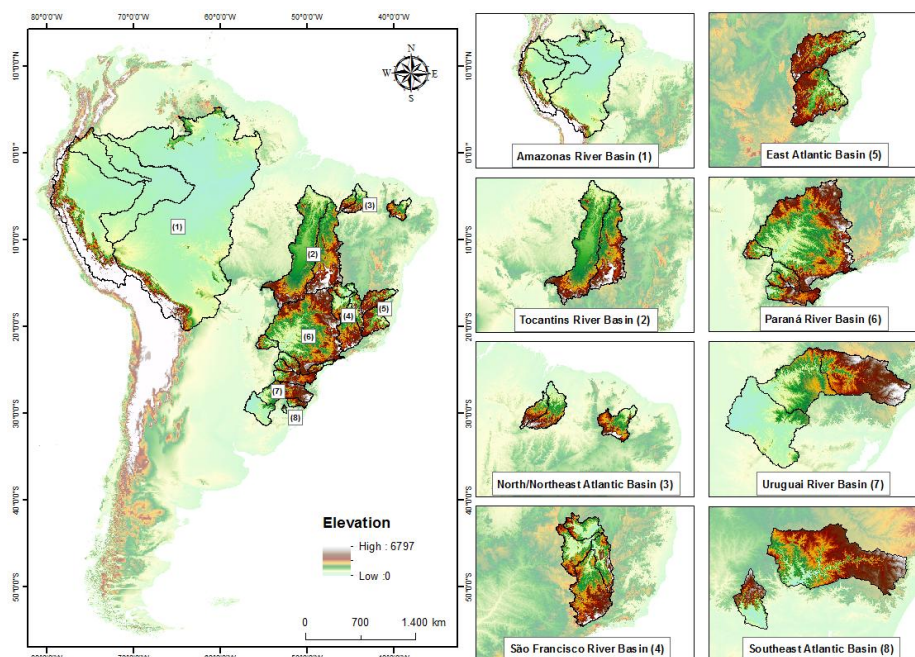 80°0'0"W 70°0'0"W 60°0'0"W 50°0'0"W 40°0'0"W
10°0'0"N
0°0'0"
10°0'0"S
20°0'0"S
30°0'0"S
40°0'0"S
50°0'0"S
N
W E
S
(1)
(2)
(3)
(4)
(5)
(6)
(7)
(8)
Elevation
High : 6797
Low :0
0 700 1.400 km
Amazonas River Basin (1)
East Atlantic Basin (5)
Tocantins River Basin (2)
Paraná River Basin (6)
North/Northeast Atlantic Basin (3)
Uruguai River Basin (7)
São Francisco River Basin (4)
Southeast Atlantic Basin (8)